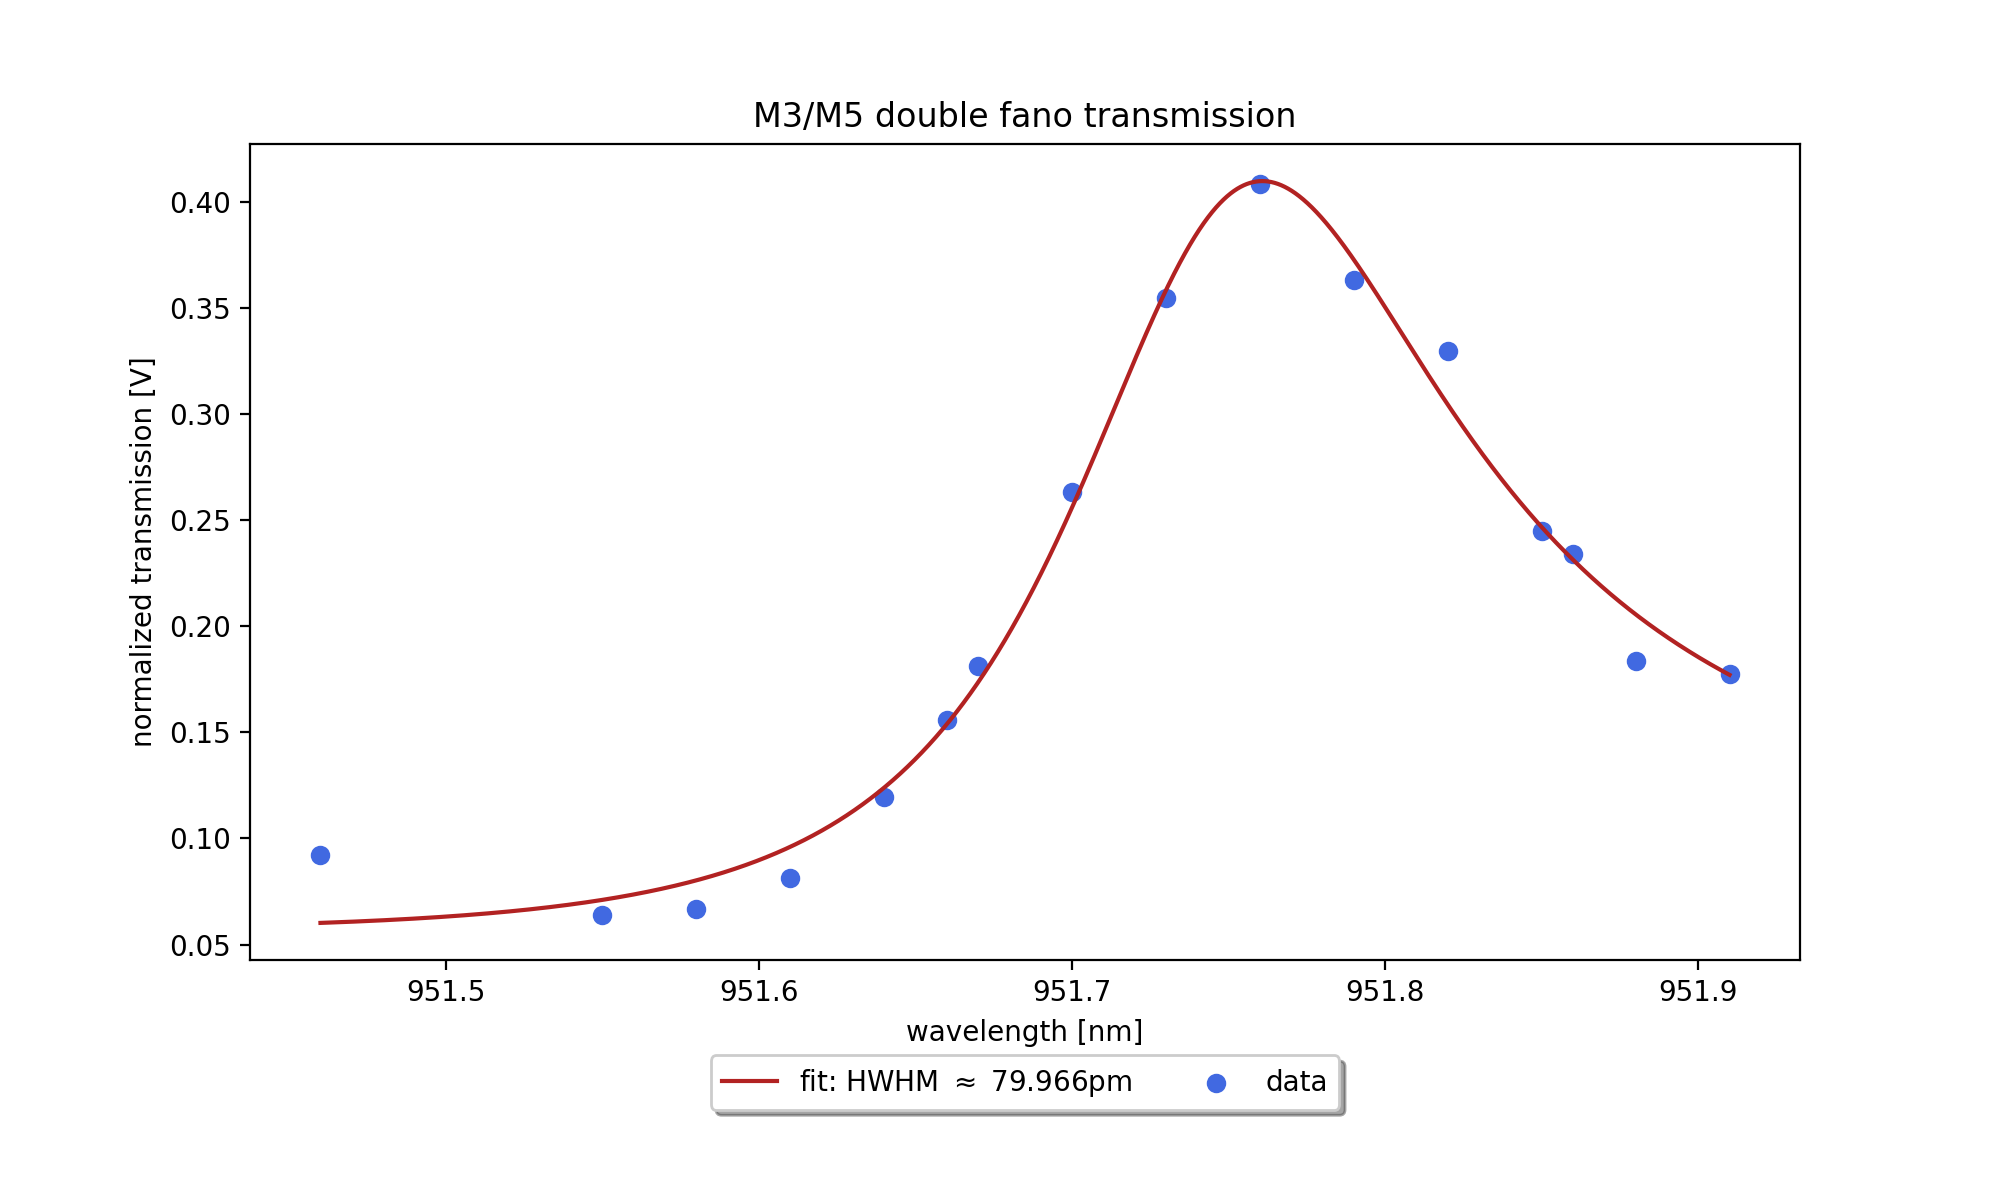 M3/M5 double fano transmission
normalized transmission [V]
0.40
0.35
0.30
0.25
0.20
0.15
0.10
0.05
951.5 951.6 951.7 951.8 951.9
wavelength [nm]
fit: HWHM ≈ 79.966pm data